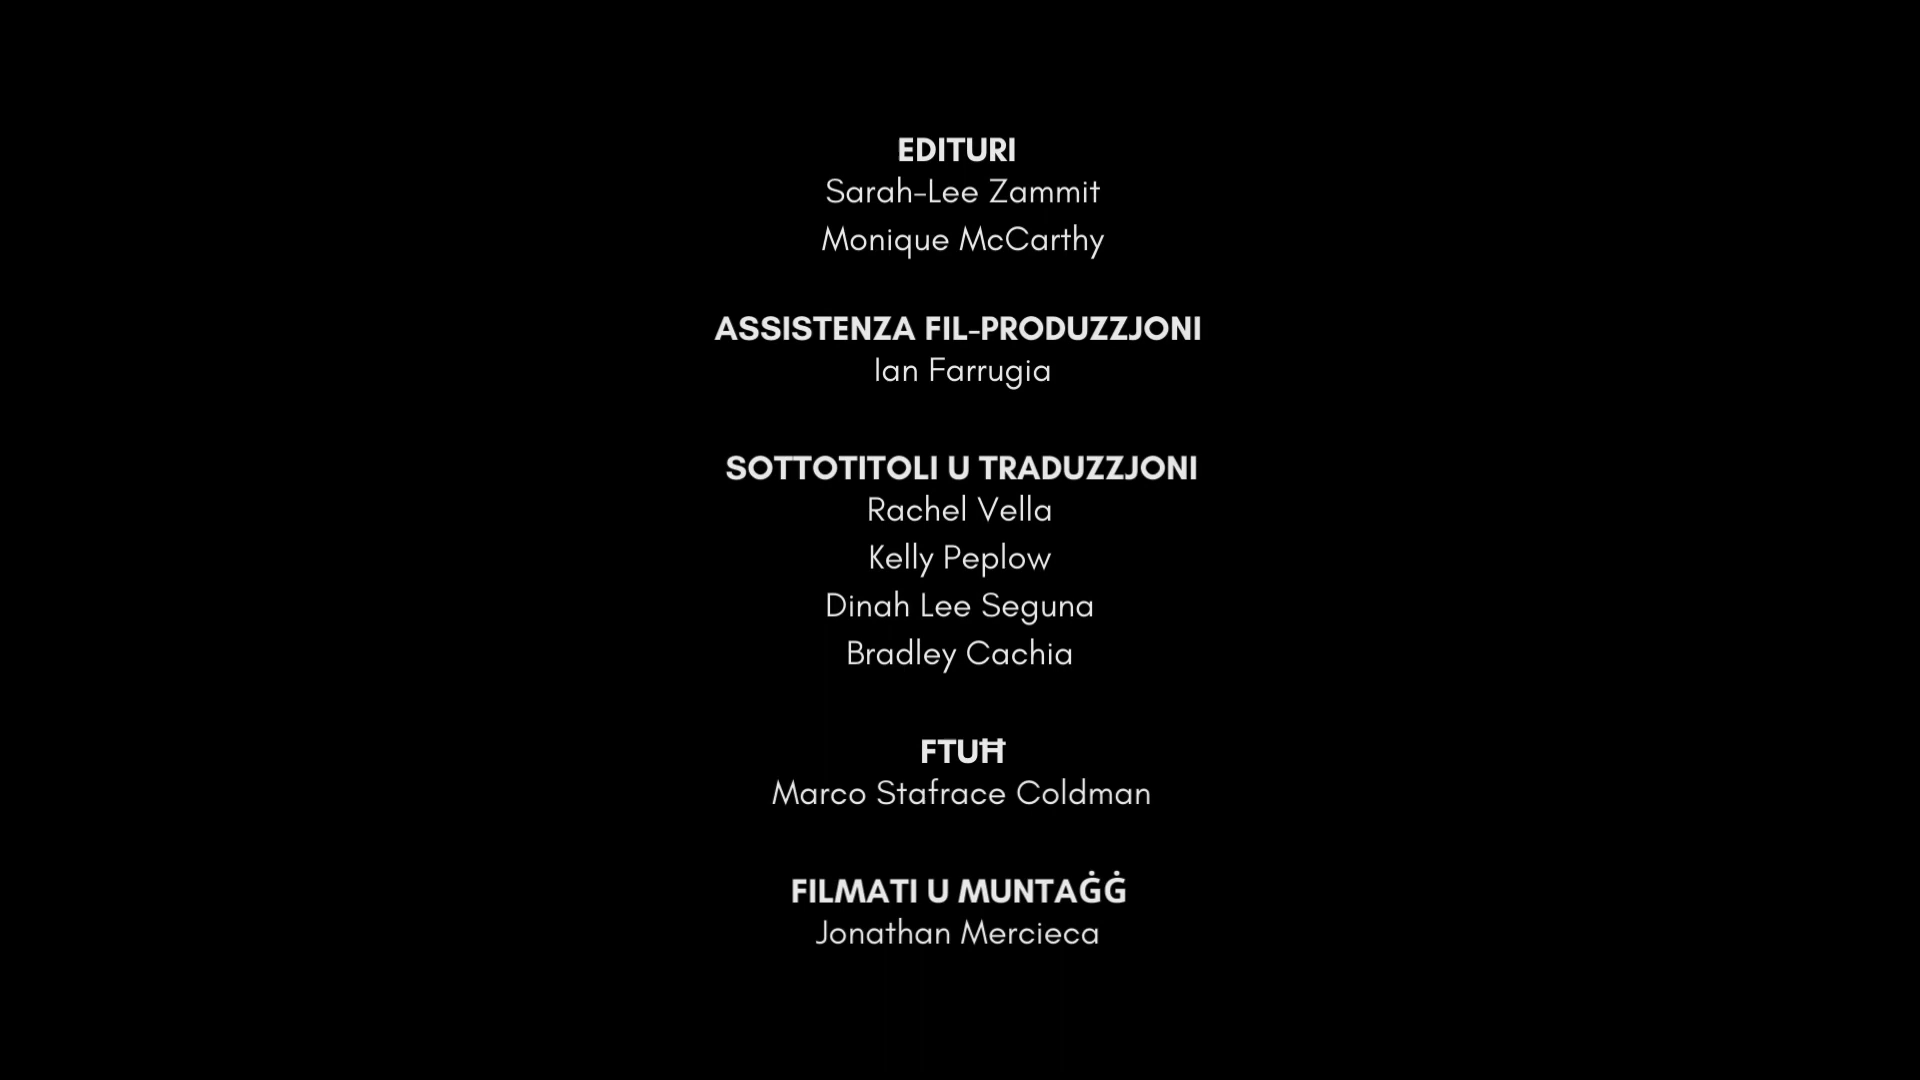 EDITURI
Sarah-Lee Zammit
Monique McCarthy
ASSISTENZA FIL-PRODUZZJONI
Ian Farrugia
SOTTOTITOLI U TRADUZZJONI
Rachel Vella
Kelly Peplow
Dinah Lee Seguna
Bradley Cachia
FTUĦ
Marco Stafrace Coldman
FILMATI U MUNTAĠĠ
Jonathan Mercieca